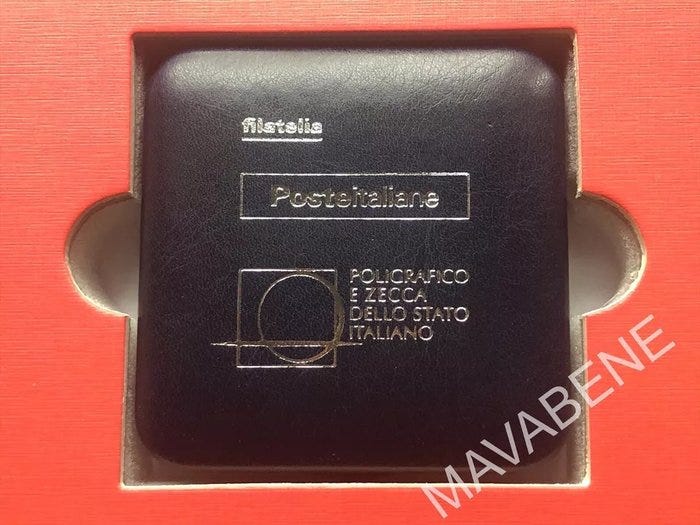 filatelia
Posteitaliane
POLIGRAFICO
E ZECCA
DELLO STATO
ITALIANO
MAVABENE